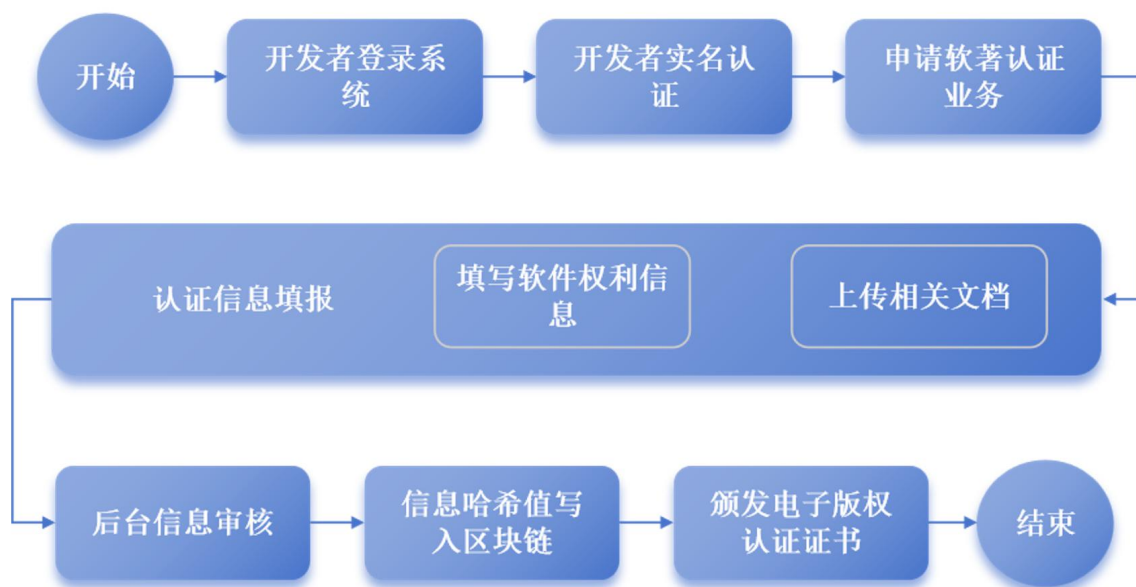 开始
开发者登录系
统
开发者实名认
证
申请软著认证
业务
认证信息填报
填写软件权利信
息
上传相关文档
后台信息审核
信息哈希值写
入区块链
颁发电子版权
认证证书
结束